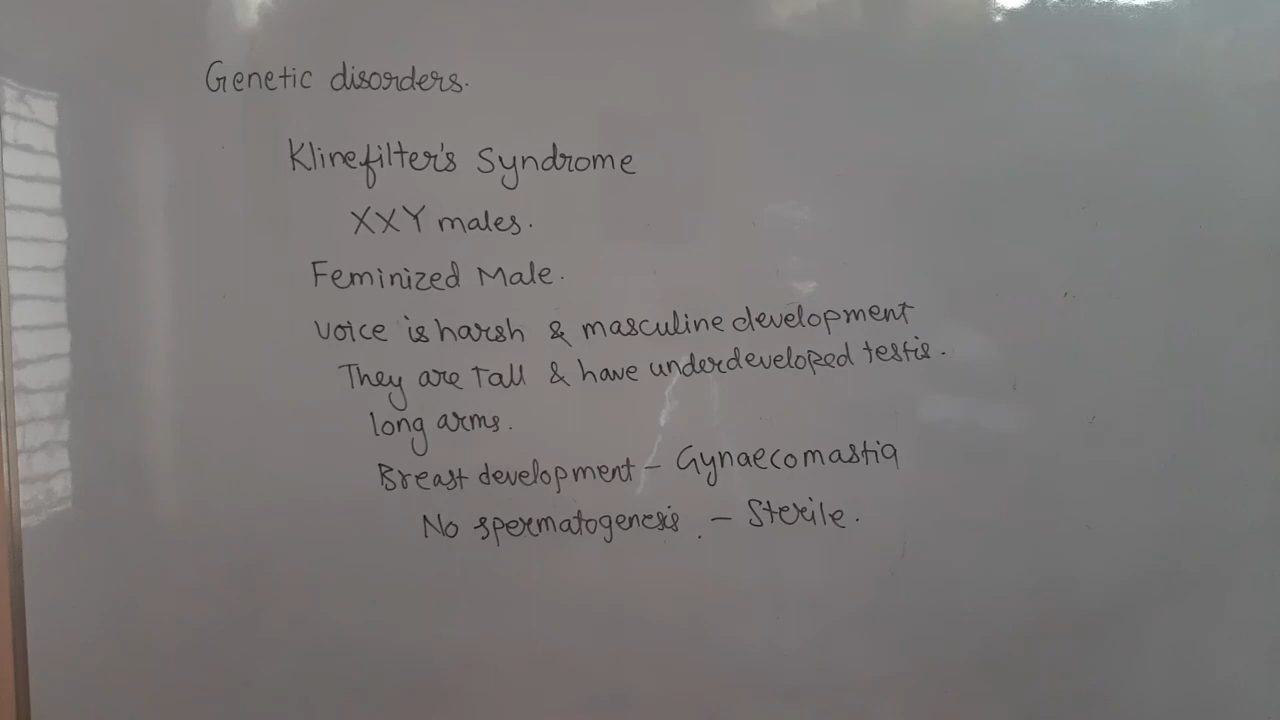 Genetic disorders.
Klinefilter's Syndrome
XXY males.
Feminized Male.
Voice is harsh & masculine development
They are Tall & have underdeveloped testis.
long arms.
Breast development - Gynaecomastia
No spermatogenesis. - Sterile.